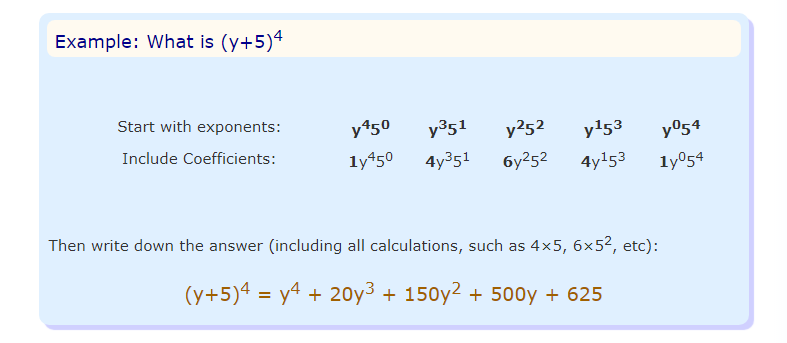 Example: What is (y+5)⁴
Start with exponents: y⁴5⁰ y³5¹ y²5² y¹5³ y⁰5⁴
Include Coefficients: 1y⁴5⁰ 4y³5¹ 6y²5² 4y¹5³ 1y⁰5⁴
Then write down the answer (including all calculations, such as 4×5, 6×5², etc):
(y+5)⁴ = y⁴ + 20y³ + 150y² + 500y + 625